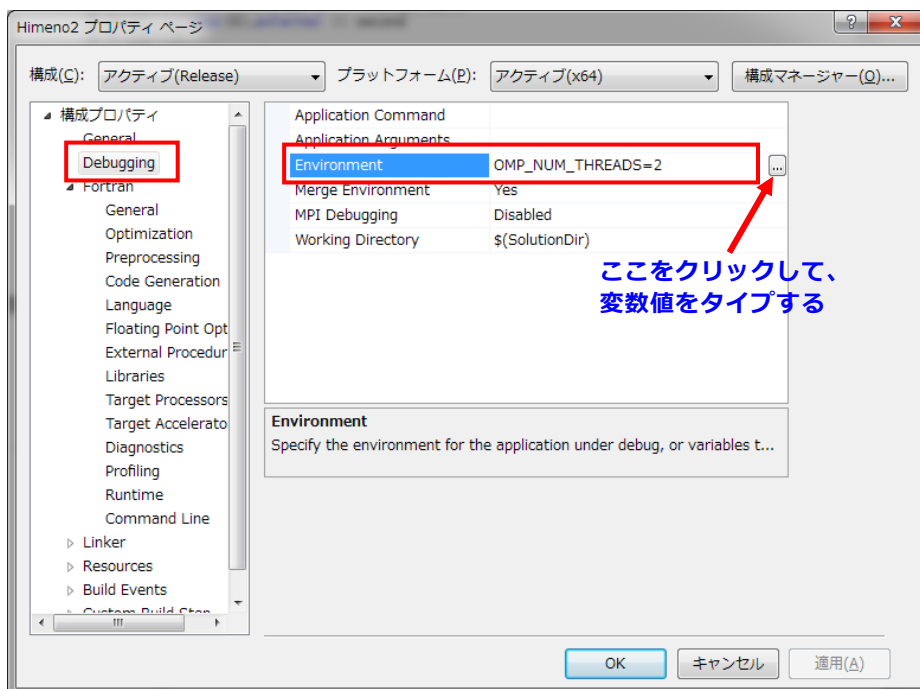 Himeno2 プロパティ ページ
構成(C): アクティブ(Release) プラットフォーム(P): アクティブ(x64) 構成マネージャー(O)...
構成プロパティ
General
Debugging
Fortran
General
Optimization
Preprocessing
Code Generation
Language
Floating Point Opt
External Procedur
Libraries
Target Processors
Target Accelerato
Diagnostics
Profiling
Runtime
Command Line
Linker
Resources
Build Events
Custom Build Step
Application Command
Application Arguments
Environment OMP_NUM_THREADS=2 ...
Merge Environment Yes
MPI Debugging Disabled
Working Directory $(SolutionDir)
ここをクリックして、
変数値をタイプする
Environment
Specify the environment for the application under debug, or variables t...
OK キャンセル 適用(A)